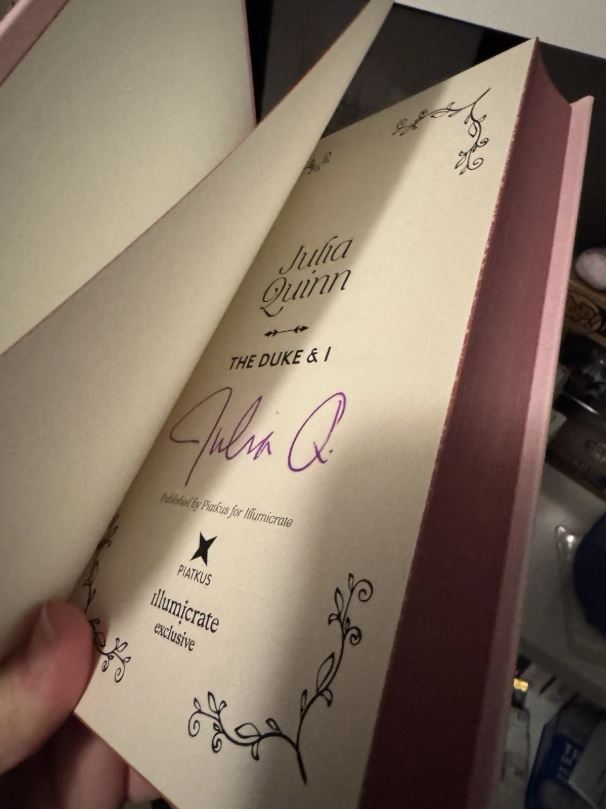 Julia
Quinn
THE DUKE & I
Julia Q.
Published by Piatkus for Illumicrate
PIATKUS
illumicrate
exclusive